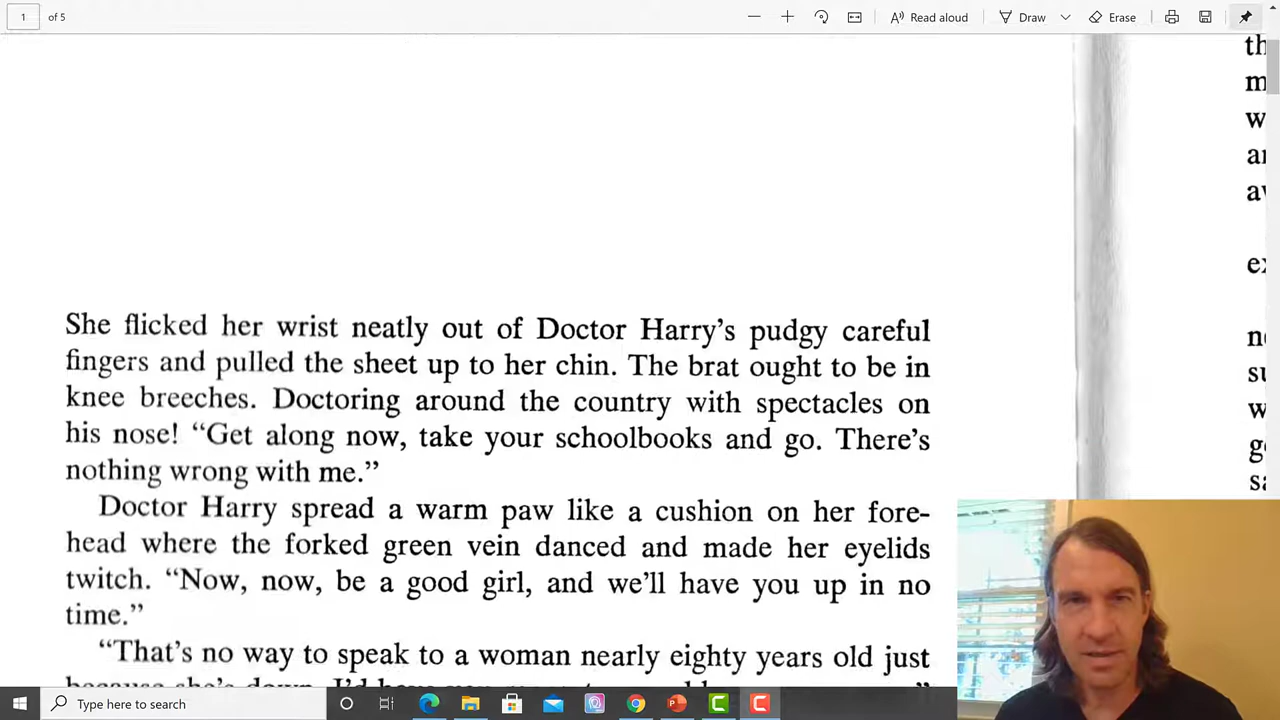 1 of 5
Read aloud
Draw
Erase
She flicked her wrist neatly out of Doctor Harry's pudgy careful
fingers and pulled the sheet up to her chin. The brat ought to be in
knee breeches. Doctoring around the country with spectacles on
his nose! “Get along now, take your schoolbooks and go. There's
nothing wrong with me.”
Doctor Harry spread a warm paw like a cushion on her fore-
head where the forked green vein danced and made her eyelids
twitch. “Now, now, be a good girl, and we'll have you up in no
time.”
“That's no way to speak to a woman nearly eighty years old just
because she's down.
Type here to search